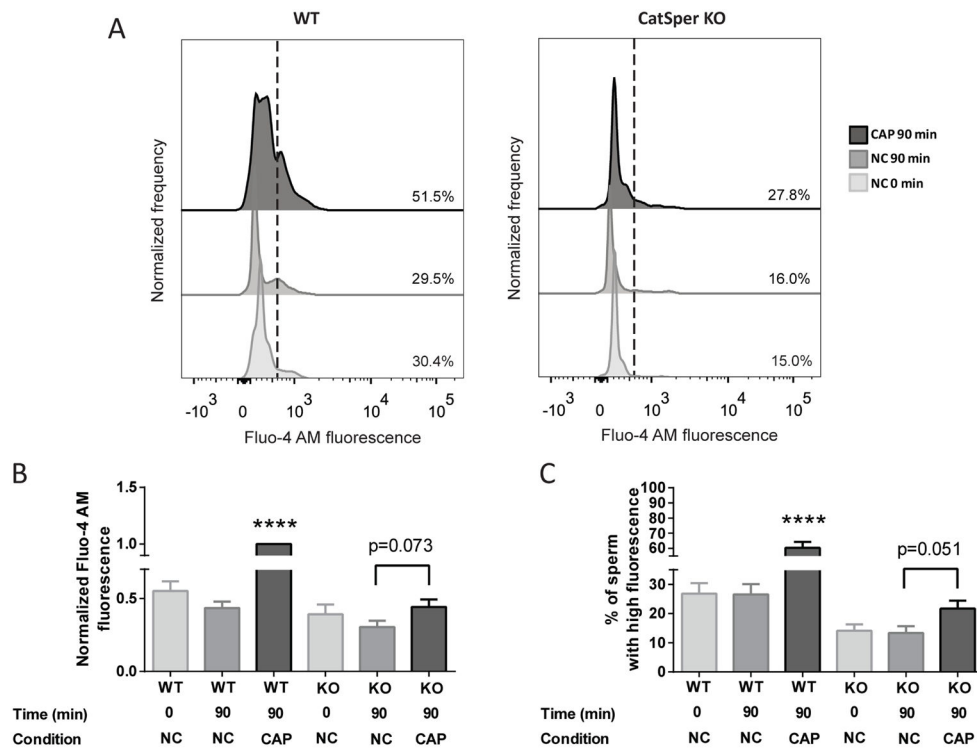 A
WT
CatSper KO
Normalized frequency
51.5%
29.5%
30.4%
-10³ 0 10³ 10⁴ 10⁵
Fluo-4 AM fluorescence
Normalized frequency
27.8%
16.0%
15.0%
-10³ 0 10³ 10⁴ 10⁵
Fluo-4 AM fluorescence
CAP 90 min
NC 90 min
NC 0 min
B
Normalized Fluo-4 AM
fluorescence
1.5
1.0
0.5
0.0
****
p=0.073
WT WT WT KO KO KO
Time (min) 0 90 90 0 90 90
Condition NC NC CAP NC NC CAP
C
% of sperm
with high fluorescence
100
90
80
70
60
30
20
10
0
****
p=0.051
WT WT WT KO KO KO
Time (min) 0 90 90 0 90 90
Condition NC NC CAP NC NC CAP